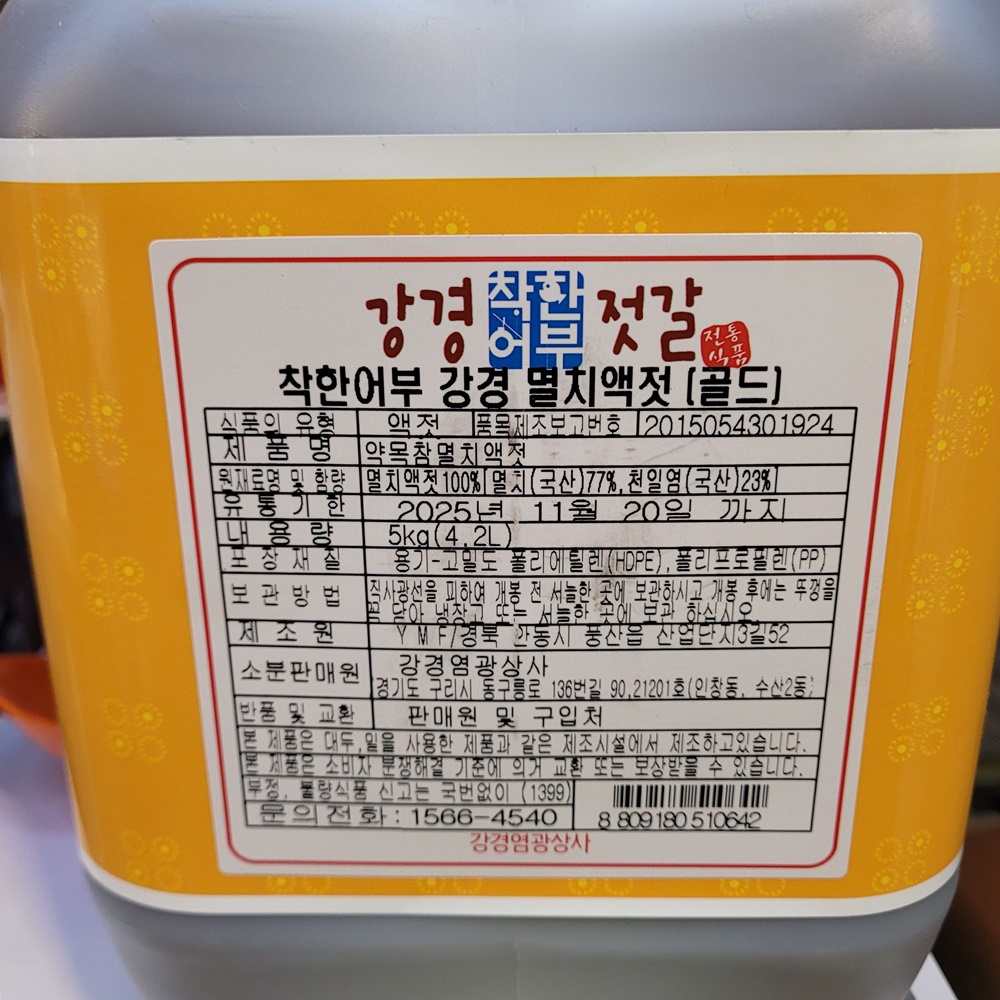 강경 착한어부 젓갈 전통식품
착한어부 강경 멸치액젓 (골드)
식품의 유형 액젓 품목제조보고번호 2015054301924
제품명 약목참멸치액젓
원재료명 및 함량 멸치액젓100% 멸치(국산)77%,천일염(국산)23%
유통기한 2025년 11월 20일 까지
내용량 5kg(4.2L)
포장재질 용기-고밀도 폴리에틸렌(HDPE), 폴리프로필렌(PP)
보관방법 직사광선을 피하여 개봉 전 서늘한 곳에 보관하시고 개봉 후에는 뚜껑을
꼭 닫아 냉장고 또는 서늘한 곳에 보관 하십시오
제조원 YMF/경북 안동시 풍산읍 산업단지3길52
소분판매원 강경염광상사
경기도 구리시 동구릉로 136번길 90,21201호(인창동, 수산2동)
반품 및 교환 판매원 및 구입처
본 제품은 대두,밀을 사용한 제품과 같은 제조시설에서 제조하고있습니다.
본 제품은 소비자 분쟁해결 기준에 의거 교환 또는 보상받을 수 있습니다.
부정, 불량식품 신고는 국번없이 (1399)
문의전화:1566-4540
8 809180 510642
강경염광상사